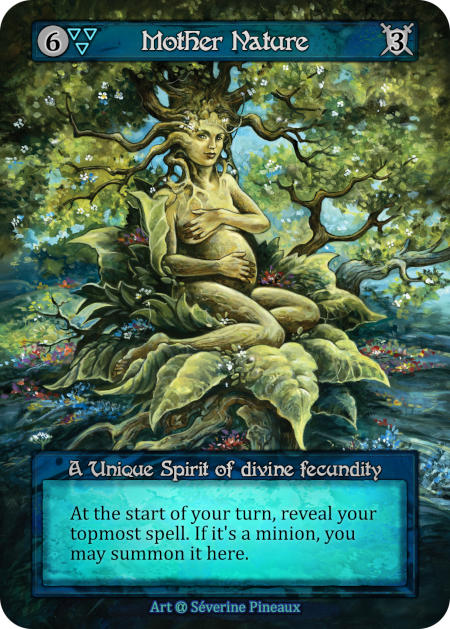 6 Mother Nature 3
A Unique Spirit of divine fecundity
At the start of your turn, reveal your
topmost spell. If it's a minion, you
may summon it here.
Art @ Séverine Pineaux